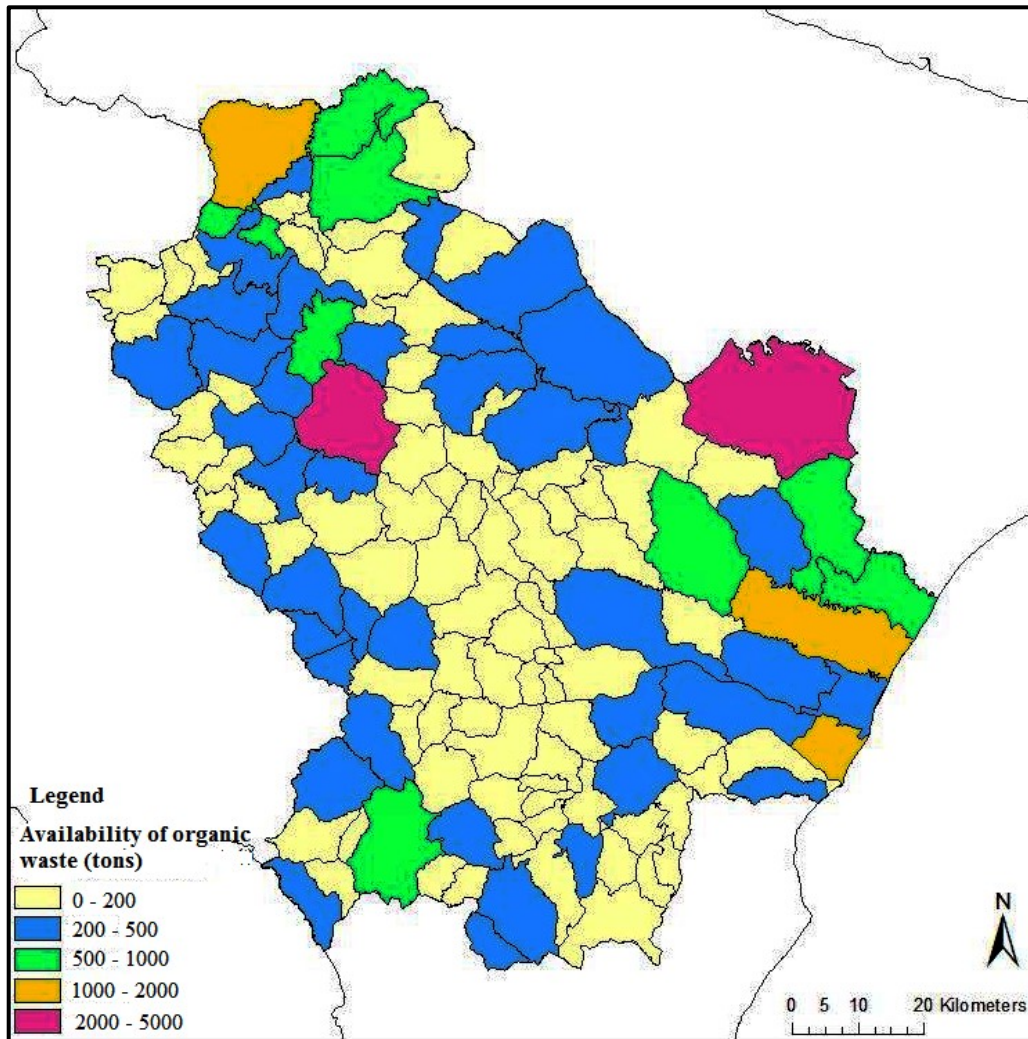 Legend
Availability of organic
waste (tons)
0 - 200
200 - 500
500 - 1000
1000 - 2000
2000 - 5000
N
0 5 10 20 Kilometers